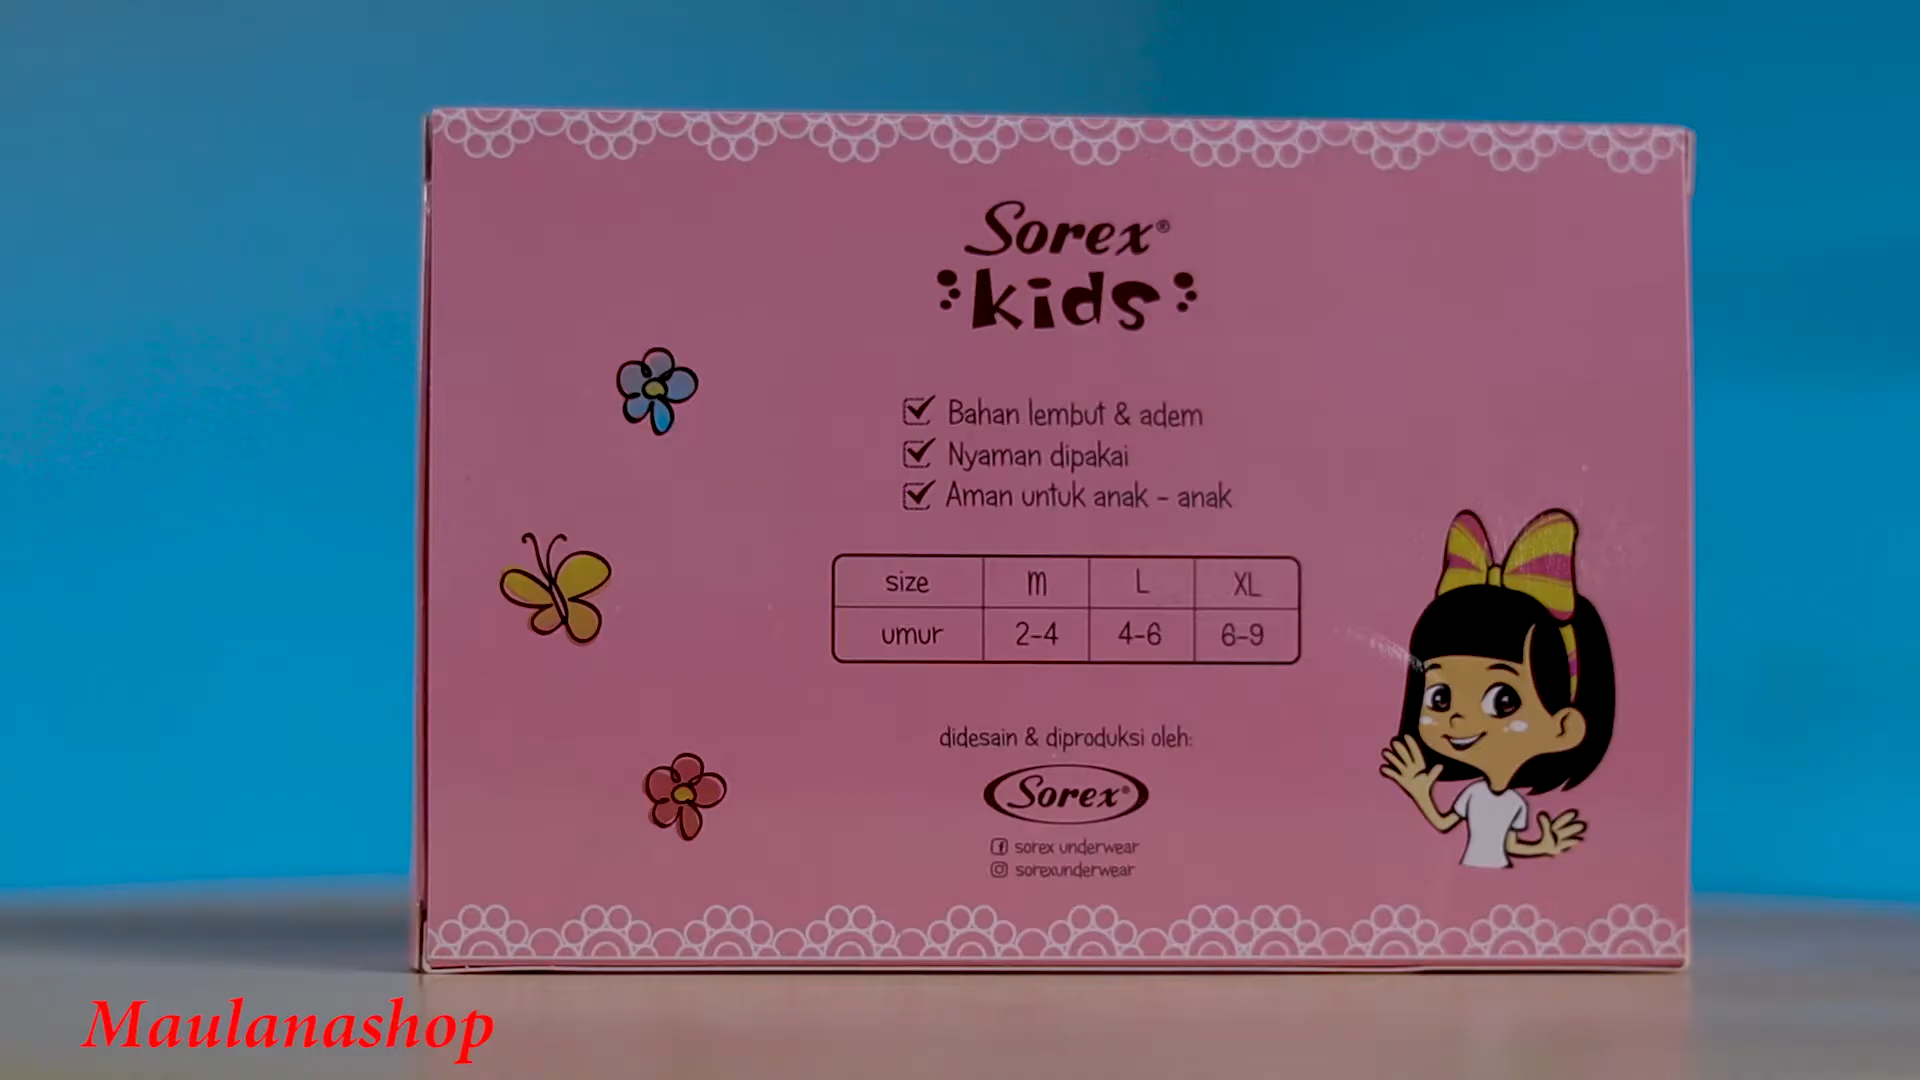 Sorex®
kids
Bahan lembut & adem
Nyaman dipakai
Aman untuk anak - anak
size m L XL
umur 2-4 4-6 6-9
didesain & diproduksi oleh:
Sorex®
sorex underwear
sorexunderwear
Maulanashop